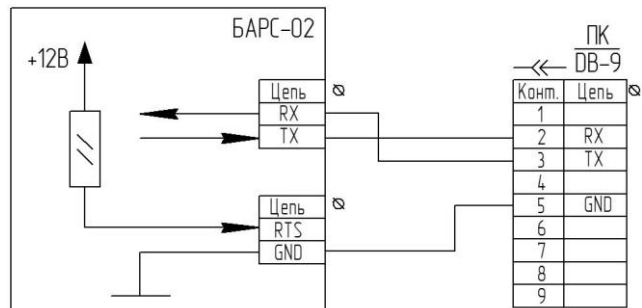 БАРС-02
+12В
Цепь
RX
TX
Цепь
RTS
GND
ПК
DB-9
Конт. Цепь
1
2 RX
3 TX
4
5 GND
6
7
8
9